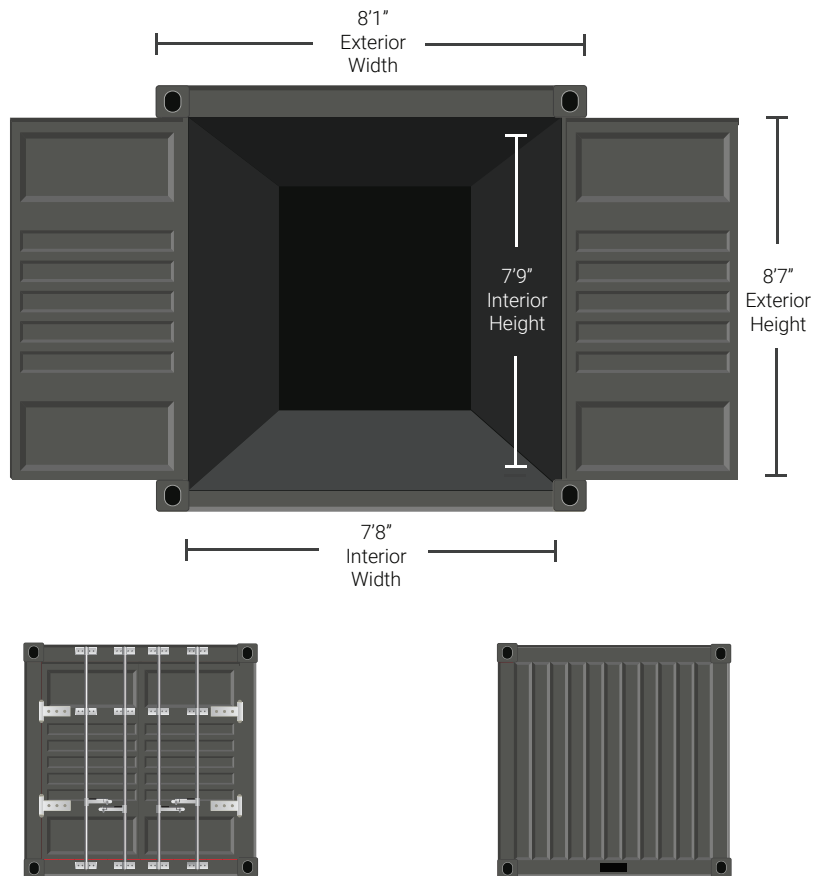 8’1”
Exterior
Width
7’9”
Interior
Height
8’7”
Exterior
Height
7’8”
Interior
Width